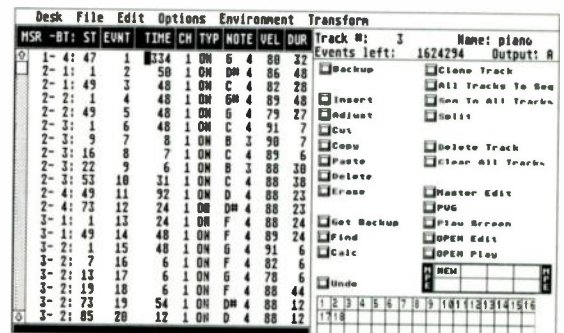 Desk File Edit Options Environment Transform
MSR -BT: ST EVNT TIME CH TYP NOTE VEL DUR
1- 4: 47 1 334 1 ON G 4 80 32
2- 1: 1 2 50 1 ON D# 4 86 48
2- 1: 49 3 48 1 ON C 4 82 28
2- 2: 1 4 48 1 ON G# 4 89 48
2- 2: 49 5 48 1 ON G 4 79 27
2- 3: 1 6 48 1 ON C 4 91 7
2- 3: 9 7 8 1 ON B 3 90 7
2- 3: 16 8 7 1 ON C 4 89 6
2- 3: 22 9 6 1 ON B 3 88 30
2- 3: 53 10 31 1 ON C 4 88 38
2- 4: 49 11 92 1 ON D 4 88 23
2- 4: 73 12 24 1 ON D# 4 88 23
3- 1: 1 13 24 1 ON F 4 88 24
3- 1: 49 14 48 1 ON F 4 89 24
3- 2: 1 15 48 1 ON G 4 91 6
3- 2: 7 16 6 1 ON F 4 82 6
3- 2: 13 17 6 1 ON G 4 78 6
3- 2: 19 18 6 1 ON F 4 88 44
3- 2: 73 19 54 1 ON D# 4 88 12
3- 2: 85 20 12 1 ON D 4 88 12
Track #: 3 Name: piano
Events left: 1624294 Output: A
Backup Clone Track
All Tracks To Seq
Insert Seq To All Tracks
Adjust Split
Cut
Copy Delete Track
Paste Clear All Tracks
Delete
Erase Master Edit
PVG
Got Backup Play Screen
Find OPEN Edit
Calc OPEN Play
NEW
Undo
1 2 3 4 5 6 7 8 9 10 11 12 13 14 15 16
17 18